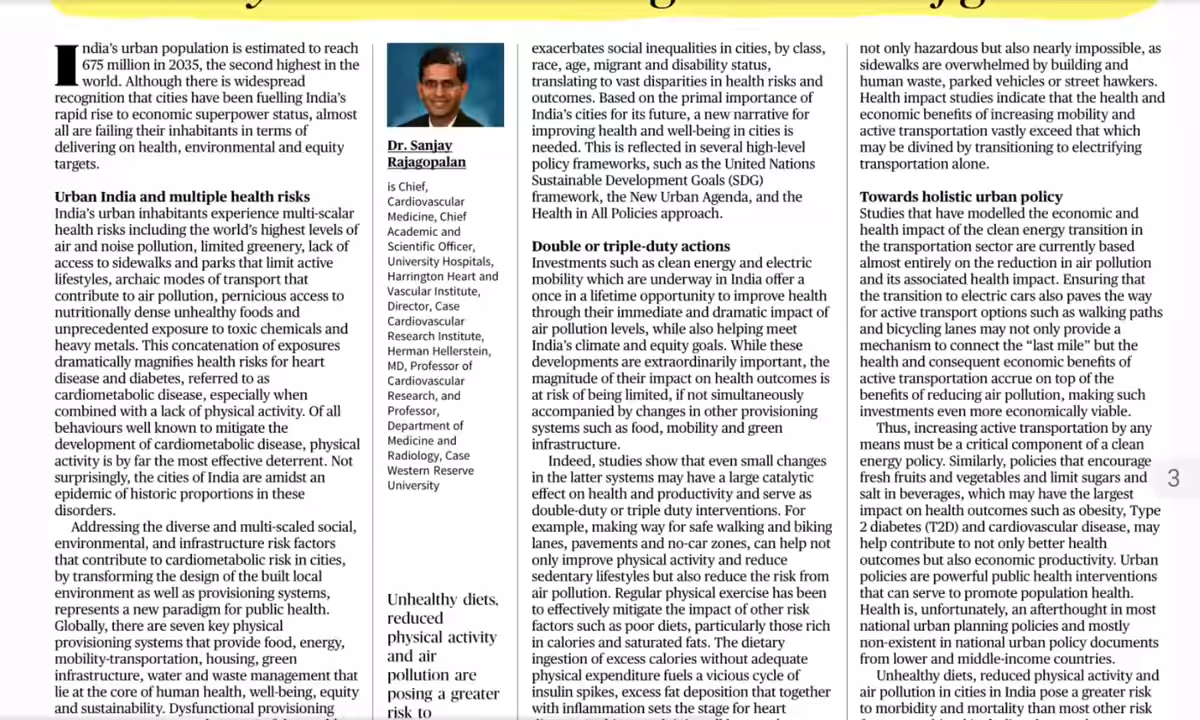 India's urban population is estimated to reach
675 million in 2035, the second highest in the
world. Although there is widespread
recognition that cities have been fuelling India's
rapid rise to economic superpower status, almost
all are failing their inhabitants in terms of
delivering on health, environmental and equity
targets.
Urban India and multiple health risks
India's urban inhabitants experience multi-scalar
health risks including the world's highest levels of
air and noise pollution, limited greenery, lack of
access to sidewalks and parks that limit active
lifestyles, archaic modes of transport that
contribute to air pollution, pernicious access to
nutritionally dense unhealthy foods and
unprecedented exposure to toxic chemicals and
heavy metals. This concatenation of exposures
dramatically magnifies health risks for heart
disease and diabetes, referred to as
cardiometabolic disease, especially when
combined with a lack of physical activity. Of all
behaviours well known to mitigate the
development of cardiometabolic disease, physical
activity is by far the most effective deterrent. Not
surprisingly, the cities of India are amidst an
epidemic of historic proportions in these
disorders.
Addressing the diverse and multi-scaled social,
environmental, and infrastructure risk factors
that contribute to cardiometabolic risk in cities,
by transforming the design of the built local
environment as well as provisioning systems,
represents a new paradigm for public health.
Globally, there are seven key physical
provisioning systems that provide food, energy,
mobility-transportation, housing, green
infrastructure, water and waste management that
lie at the core of human health, well-being, equity
and sustainability. Dysfunctional provisioning
Dr. Sanjay
Rajagopalan
is Chief,
Cardiovascular
Medicine, Chief
Academic and
Scientific Officer,
University Hospitals,
Harrington Heart and
Vascular Institute,
Director, Case
Cardiovascular
Research Institute,
Herman Hellerstein,
MD, Professor of
Cardiovascular
Research, and
Professor,
Department of
Medicine and
Radiology, Case
Western Reserve
University
Unhealthy diets,
reduced
physical activity
and air
pollution are
posing a greater
risk to
exacerbates social inequalities in cities, by class,
race, age, migrant and disability status,
translating to vast disparities in health risks and
outcomes. Based on the primal importance of
India's cities for its future, a new narrative for
improving health and well-being in cities is
needed. This is reflected in several high-level
policy frameworks, such as the United Nations
Sustainable Development Goals (SDG)
framework, the New Urban Agenda, and the
Health in All Policies approach.
Double or triple-duty actions
Investments such as clean energy and electric
mobility which are underway in India offer a
once in a lifetime opportunity to improve health
through their immediate and dramatic impact of
air pollution levels, while also helping meet
India's climate and equity goals. While these
developments are extraordinarily important, the
magnitude of their impact on health outcomes is
at risk of being limited, if not simultaneously
accompanied by changes in other provisioning
systems such as food, mobility and green
infrastructure.
Indeed, studies show that even small changes
in the latter systems may have a large catalytic
effect on health and productivity and serve as
double-duty or triple duty interventions. For
example, making way for safe walking and biking
lanes, pavements and no-car zones, can help not
only improve physical activity and reduce
sedentary lifestyles but also reduce the risk from
air pollution. Regular physical exercise has been
to effectively mitigate the impact of other risk
factors such as poor diets, particularly those rich
in calories and saturated fats. The dietary
ingestion of excess calories without adequate
physical expenditure fuels a vicious cycle of
insulin spikes, excess fat deposition that together
with inflammation sets the stage for heart
not only hazardous but also nearly impossible, as
sidewalks are overwhelmed by building and
human waste, parked vehicles or street hawkers.
Health impact studies indicate that the health and
economic benefits of increasing mobility and
active transportation vastly exceed that which
may be divined by transitioning to electrifying
transportation alone.
Towards holistic urban policy
Studies that have modelled the economic and
health impact of the clean energy transition in
the transportation sector are currently based
almost entirely on the reduction in air pollution
and its associated health impact. Ensuring that
the transition to electric cars also paves the way
for active transport options such as walking paths
and bicycling lanes may not only provide a
mechanism to connect the “last mile” but the
health and consequent economic benefits of
active transportation accrue on top of the
benefits of reducing air pollution, making such
investments even more economically viable.
Thus, increasing active transportation by any
means must be a critical component of a clean
energy policy. Similarly, policies that encourage
fresh fruits and vegetables and limit sugars and
salt in beverages, which may have the largest
impact on health outcomes such as obesity, Type
2 diabetes (T2D) and cardiovascular disease, may
help contribute to not only better health
outcomes but also economic productivity. Urban
policies are powerful public health interventions
that can serve to promote population health.
Health is, unfortunately, an afterthought in most
national urban planning policies and mostly
non-existent in national urban policy documents
from lower and middle-income countries.
Unhealthy diets, reduced physical activity and
air pollution in cities in India pose a greater risk
to morbidity and mortality than most other risk
3